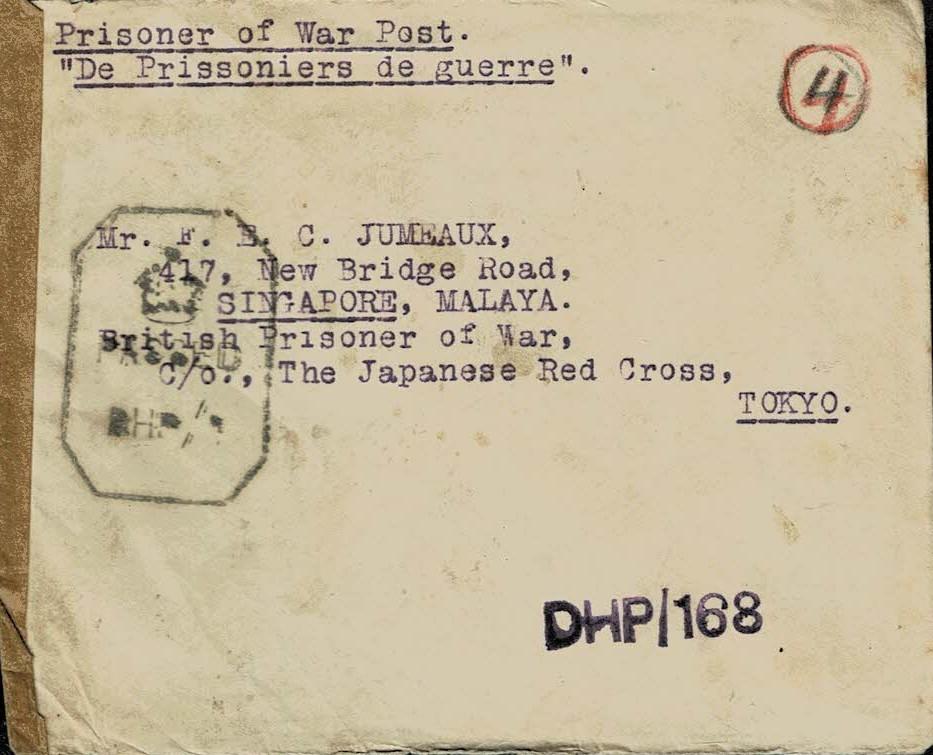 Prisoner of War Post.
"De Prissoniers de guerre".
4
Mr. F. B. C. JUMEAUX,
417, New Bridge Road,
SINGAPORE, MALAYA.
British Prisoner of War,
PASSED
C/o., The Japanese Red Cross,
TOKYO.
DHP/
DHP/168